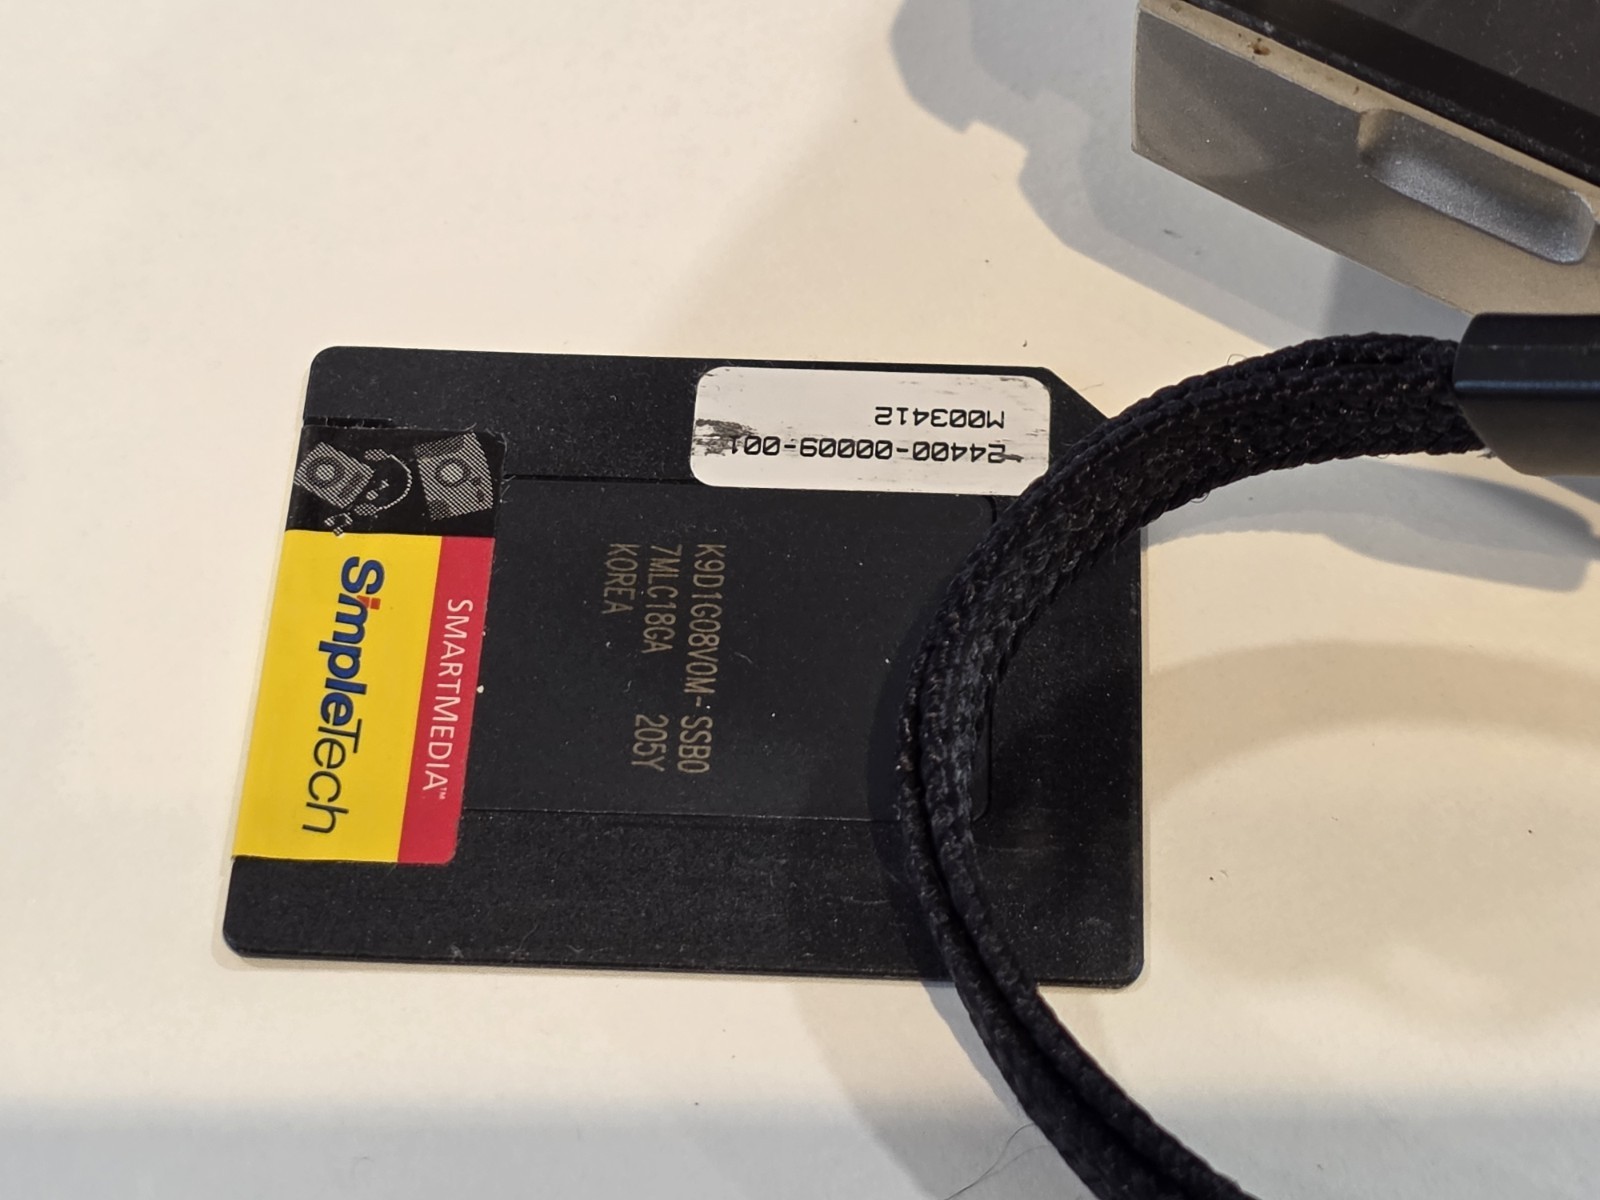 SimpleTech
SMARTMEDIA™
K9D1G08V0M-SSB0
7MLC18GA 205Y
KOREA
24400-00009-001
M003412